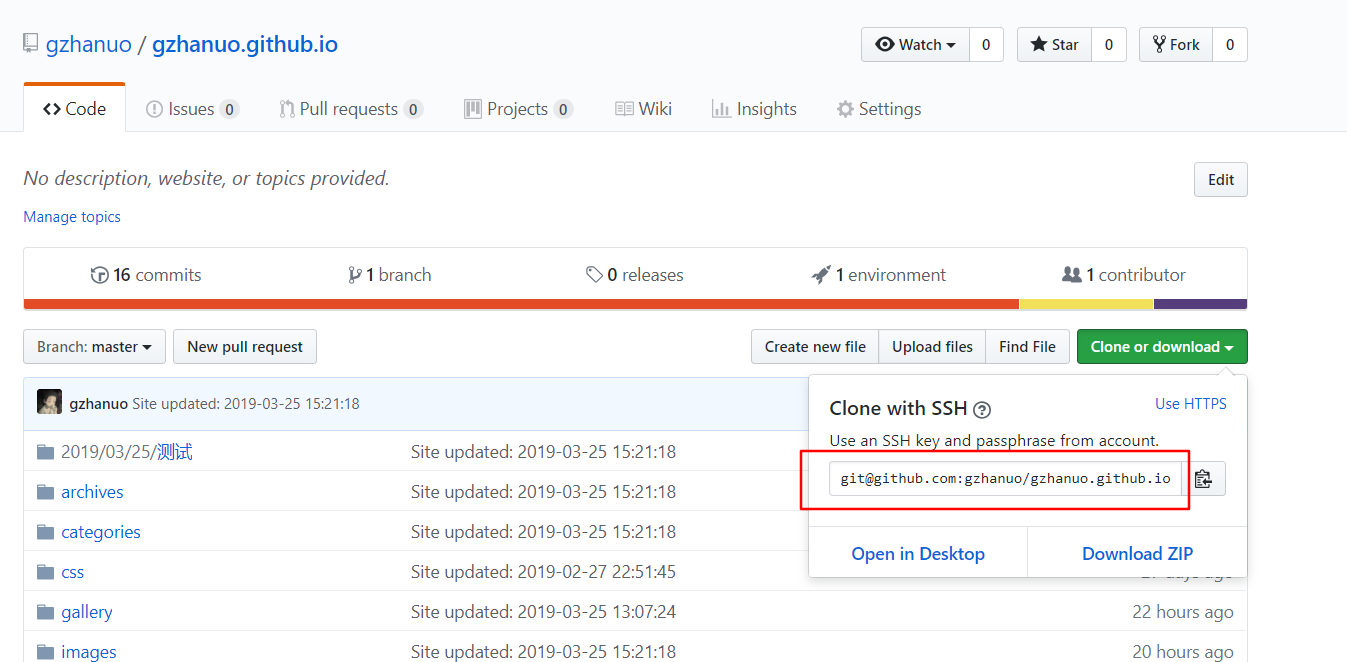 gzhanuo / gzhanuo.github.io
Watch 0 Star 0 Fork 0
Code Issues 0 Pull requests 0 Projects 0 Wiki Insights Settings
No description, website, or topics provided. Edit
Manage topics
16 commits 1 branch 0 releases 1 environment 1 contributor
Branch: master New pull request Create new file Upload files Find File Clone or download
gzhanuo Site updated: 2019-03-25 15:21:18
Clone with SSH ? Use HTTPS
Use an SSH key and passphrase from account.
git@github.com:gzhanuo/gzhanuo.github.io
Open in Desktop Download ZIP
2019/03/25/测试 Site updated: 2019-03-25 15:21:18
archives Site updated: 2019-03-25 15:21:18
categories Site updated: 2019-03-25 15:21:18
css Site updated: 2019-02-27 22:51:45
gallery Site updated: 2019-03-25 13:07:24 22 hours ago
images Site updated: 2019-03-25 15:21:18 20 hours ago